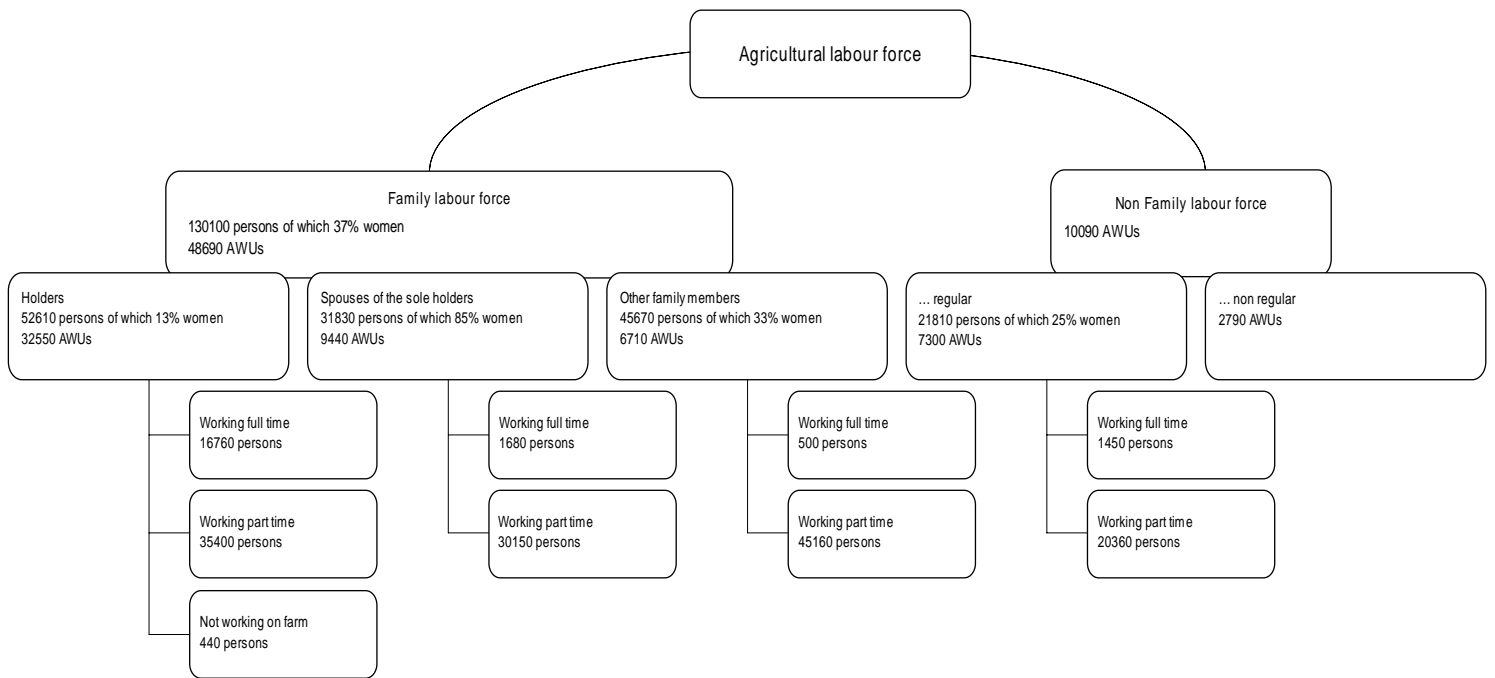 Agricultural labour force
Family labour force
130100 persons of which 37% women
48690 AWUs
Non Family labour force
10090 AWUs
Holders
52610 persons of which 13% women
32550 AWUs
Spouses of the sole holders
31830 persons of which 85% women
9440 AWUs
Other family members
45670 persons of which 33% women
6710 AWUs
... regular
21810 persons of which 25% women
7300 AWUs
... non regular
2790 AWUs
Working full time
16760 persons
Working full time
1680 persons
Working full time
500 persons
Working full time
1450 persons
Working part time
35400 persons
Working part time
30150 persons
Working part time
45160 persons
Working part time
20360 persons
Not working on farm
440 persons